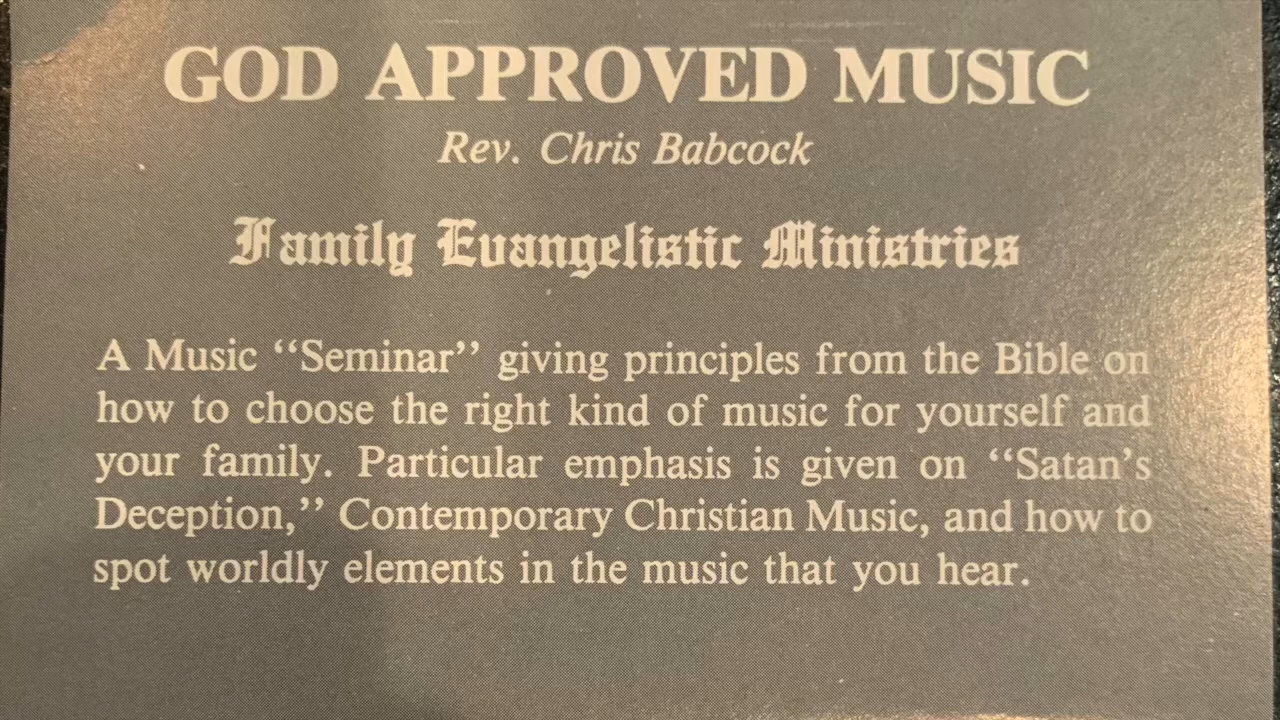 GOD APPROVED MUSIC
Rev. Chris Babcock
Family Evangelistic Ministries
A Music ‘‘Seminar’’ giving principles from the Bible on
how to choose the right kind of music for yourself and
your family. Particular emphasis is given on ‘‘Satan’s
Deception,’’ Contemporary Christian Music, and how to
spot worldly elements in the music that you hear.